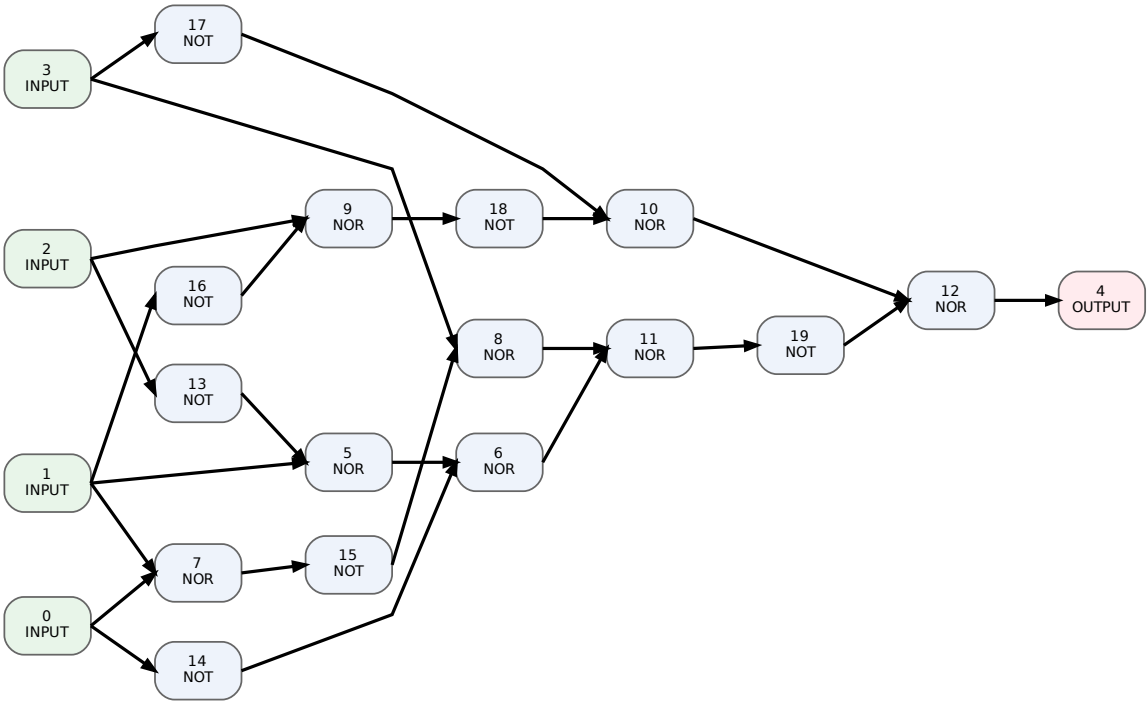 17
NOT
3
INPUT
9
NOR
18
NOT
10
NOR
2
INPUT
16
NOT
12
NOR
4
OUTPUT
8
NOR
11
NOR
19
NOT
13
NOT
5
NOR
6
NOR
1
INPUT
7
NOR
15
NOT
0
INPUT
14
NOT